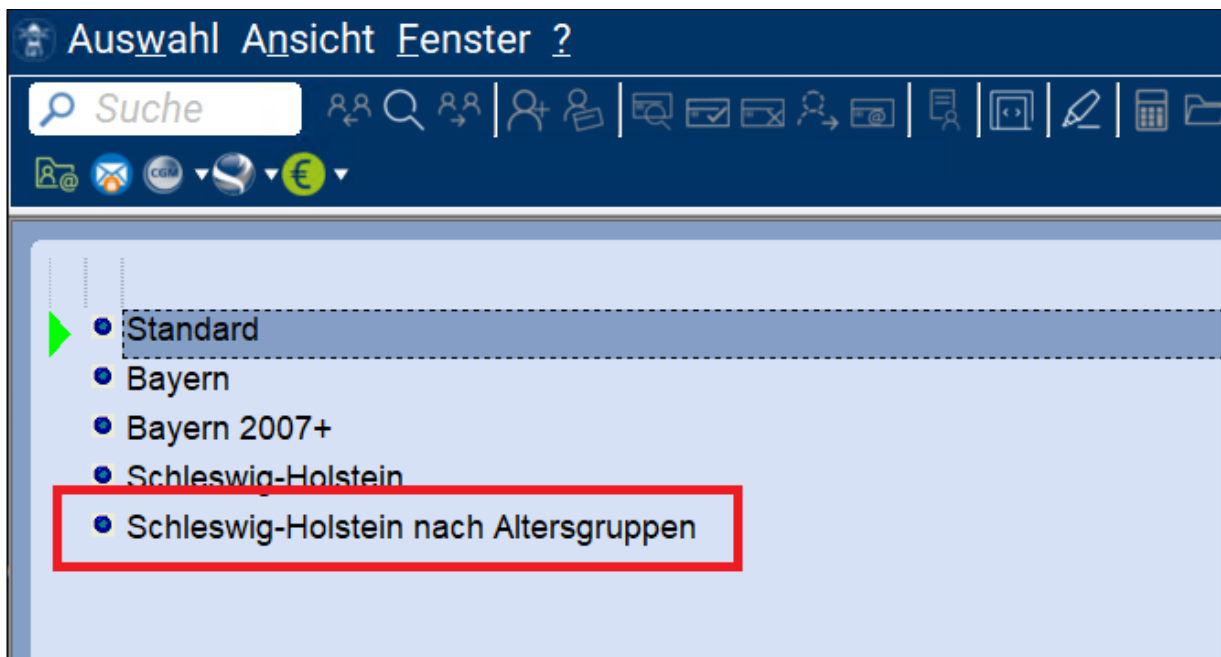 Auswahl Ansicht Fenster ?
Suche
@
@ CGM €
Standard
Bayern
Bayern 2007+
Schleswig-Holstein
Schleswig-Holstein nach Altersgruppen